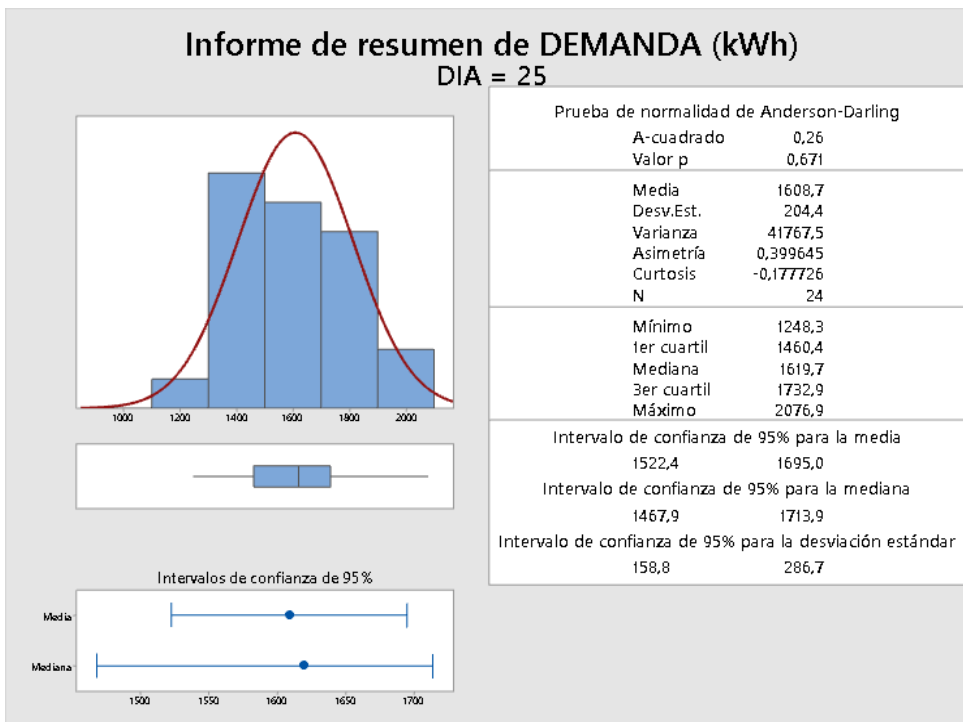 Informe de resumen de DEMANDA (kWh)
DIA = 25
1000 1200 1400 1600 1800 2000
Intervalos de confianza de 95%
Media
Mediana
1500 1550 1600 1650 1700
Prueba de normalidad de Anderson-Darling
A-cuadrado 0,26
Valor p 0,671
Media 1608,7
Desv.Est. 204,4
Varianza 41767,5
Asimetría 0,399645
Curtosis -0,177726
N 24
Mínimo 1248,3
1er cuartil 1460,4
Mediana 1619,7
3er cuartil 1732,9
Máximo 2076,9
Intervalo de confianza de 95% para la media
1522,4 1695,0
Intervalo de confianza de 95% para la mediana
1467,9 1713,9
Intervalo de confianza de 95% para la desviación estándar
158,8 286,7